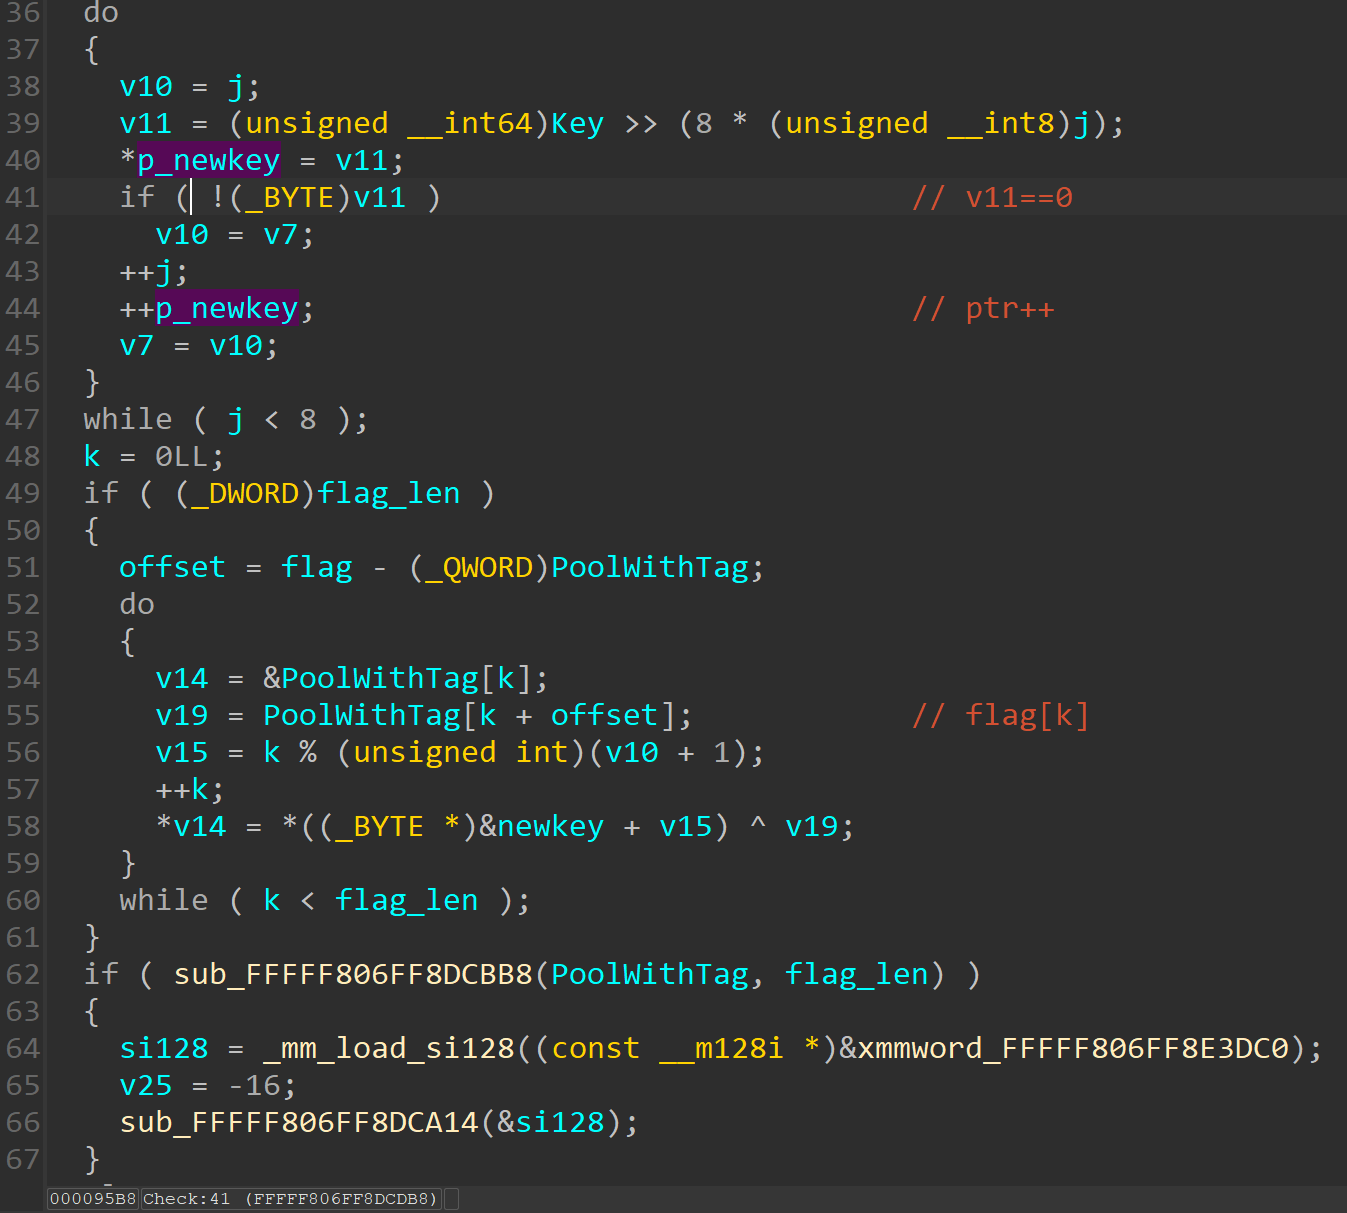 36 do
37 {
38 v10 = j;
39 v11 = (unsigned __int64)Key >> (8 * (unsigned __int8)j);
40 *p_newkey = v11;
41 if ( !(_BYTE)v11 ) // v11==0
42 v10 = v7;
43 ++j;
44 ++p_newkey; // ptr++
45 v7 = v10;
46 }
47 while ( j < 8 );
48 k = 0LL;
49 if ( (_DWORD)flag_len )
50 {
51 offset = flag - (_QWORD)PoolWithTag;
52 do
53 {
54 v14 = &PoolWithTag[k];
55 v19 = PoolWithTag[k + offset]; // flag[k]
56 v15 = k % (unsigned int)(v10 + 1);
57 ++k;
58 *v14 = *((_BYTE *)&newkey + v15) ^ v19;
59 }
60 while ( k < flag_len );
61 }
62 if ( sub_FFFFF806FF8DCBB8(PoolWithTag, flag_len) )
63 {
64 si128 = _mm_load_si128((const __m128i *)&xmmword_FFFFF806FF8E3DC0);
65 v25 = -16;
66 sub_FFFFF806FF8DCA14(&si128);
67 }
000095B8 Check:41 (FFFFF806FF8DCDB8)